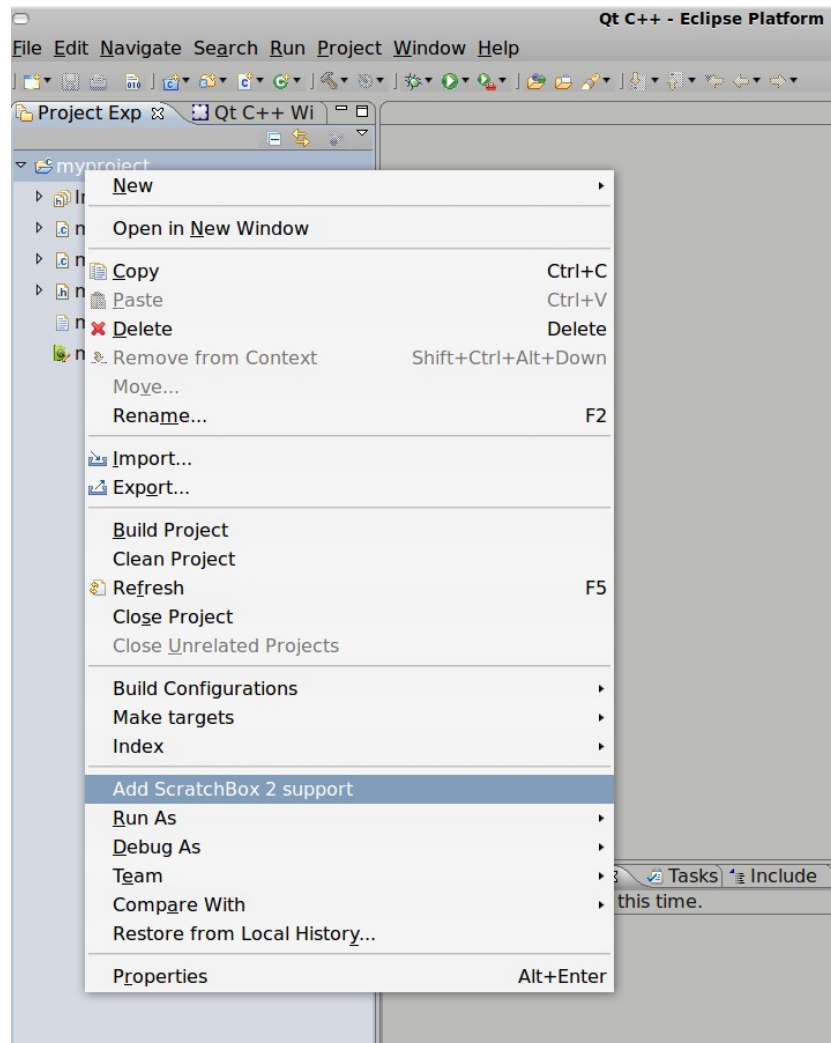 Qt C++ - Eclipse Platform
File Edit Navigate Search Run Project Window Help
Project Exp Qt C++ Wi
myproject
New
Open in New Window
Copy Ctrl+C
Paste Ctrl+V
Delete Delete
Remove from Context Shift+Ctrl+Alt+Down
Move...
Rename... F2
Import...
Export...
Build Project
Clean Project
Refresh F5
Close Project
Close Unrelated Projects
Build Configurations
Make targets
Index
Add ScratchBox 2 support
Run As
Debug As
Team
Tasks Include
Compare With
this time.
Restore from Local History...
Properties Alt+Enter